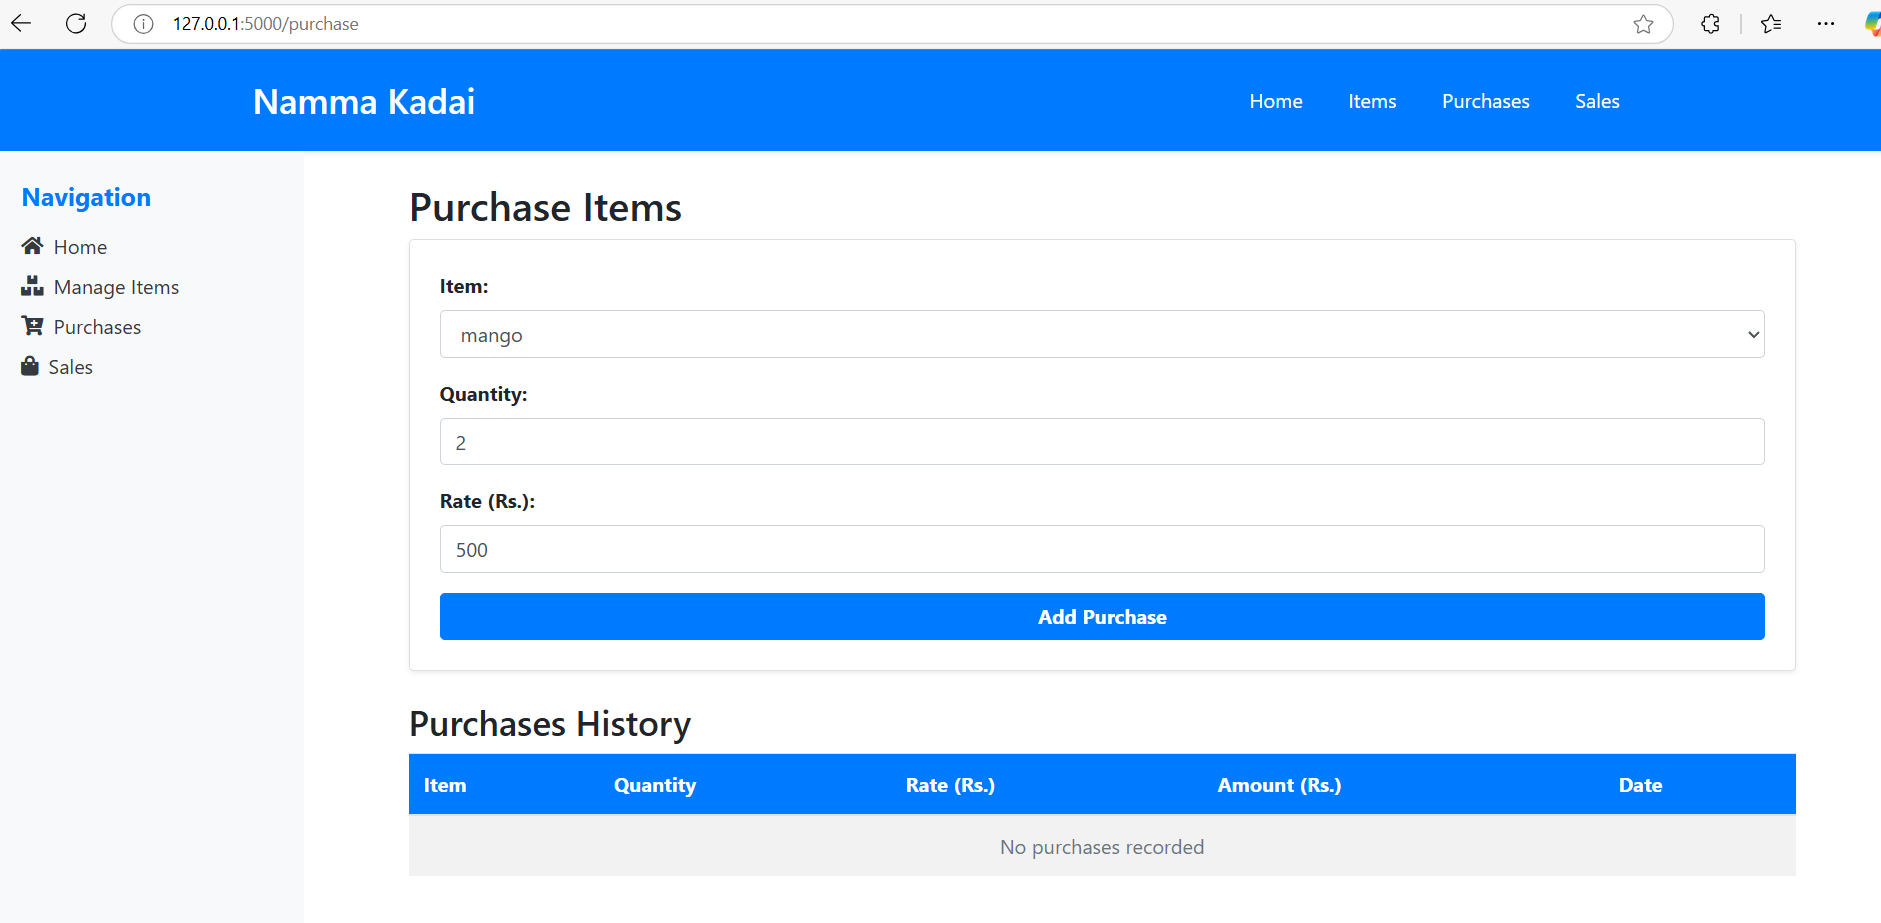 127.0.0.1:5000/purchase
Namma Kadai
Home Items Purchases Sales
Navigation
Home
Manage Items
Purchases
Sales
Purchase Items
Item:
mango
Quantity:
2
Rate (Rs.):
500
Add Purchase
Purchases History
Item Quantity Rate (Rs.) Amount (Rs.) Date
No purchases recorded